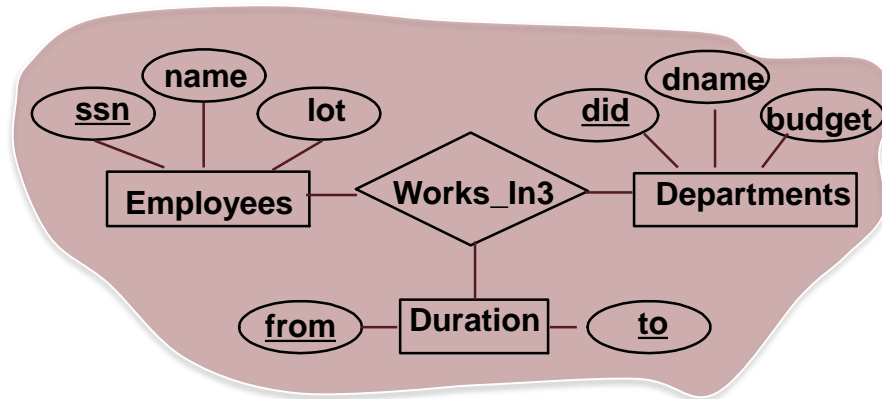 name
ssn
lot
dname
did
budget
Employees
Works_In3
Departments
from
Duration
to